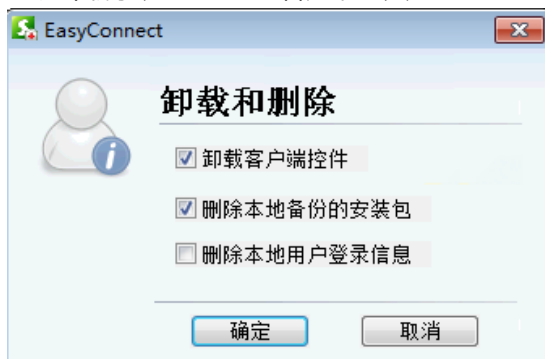 EasyConnect
卸载和删除
卸载客户端控件
删除本地备份的安装包
删除本地用户登录信息
确定
取消